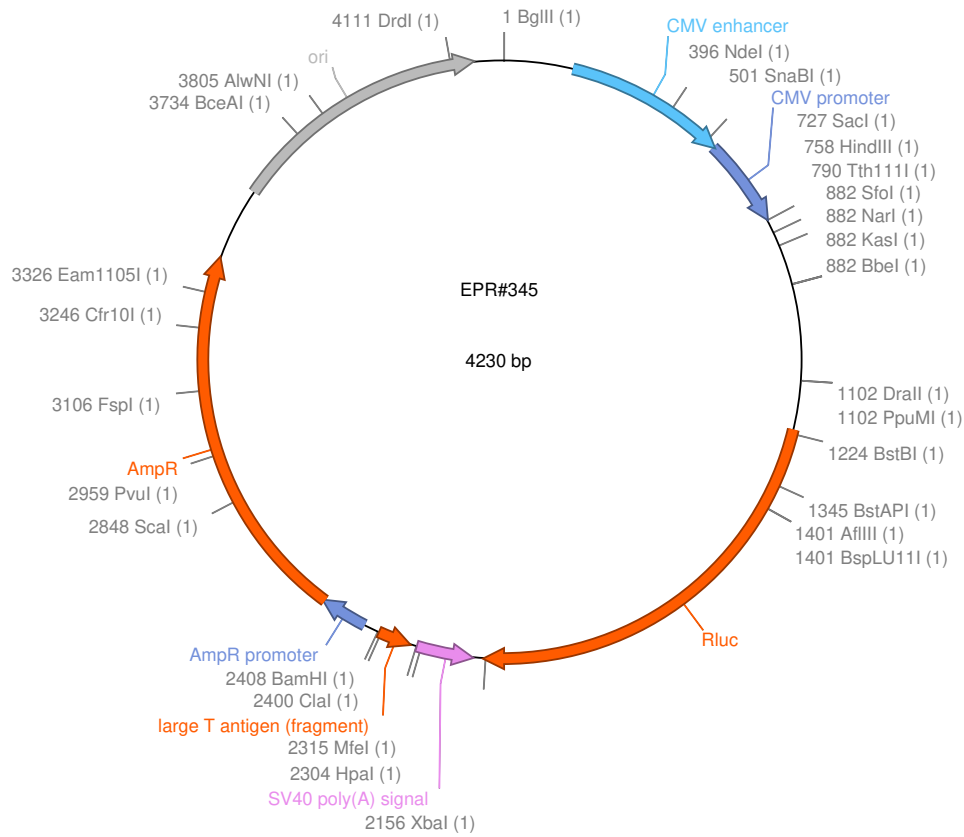 4111 DrdI (1)
1 BglII (1)
CMV enhancer
396 NdeI (1)
501 SnaBI (1)
CMV promoter
727 SacI (1)
758 HindIII (1)
790 Tth111I (1)
882 SfoI (1)
882 NarI (1)
882 KasI (1)
882 BbeI (1)
ori
3805 AlwNI (1)
3734 BceAI (1)
EPR#345
4230 bp
3326 Eam1105I (1)
3246 Cfr10I (1)
3106 FspI (1)
AmpR
2959 PvuI (1)
2848 ScaI (1)
1102 DraII (1)
1102 PpuMI (1)
1224 BstBI (1)
1345 BstAPI (1)
1401 AflIII (1)
1401 BspLU11I (1)
Rluc
AmpR promoter
2408 BamHI (1)
2400 ClaI (1)
large T antigen (fragment)
2315 MfeI (1)
2304 HpaI (1)
SV40 poly(A) signal
2156 XbaI (1)